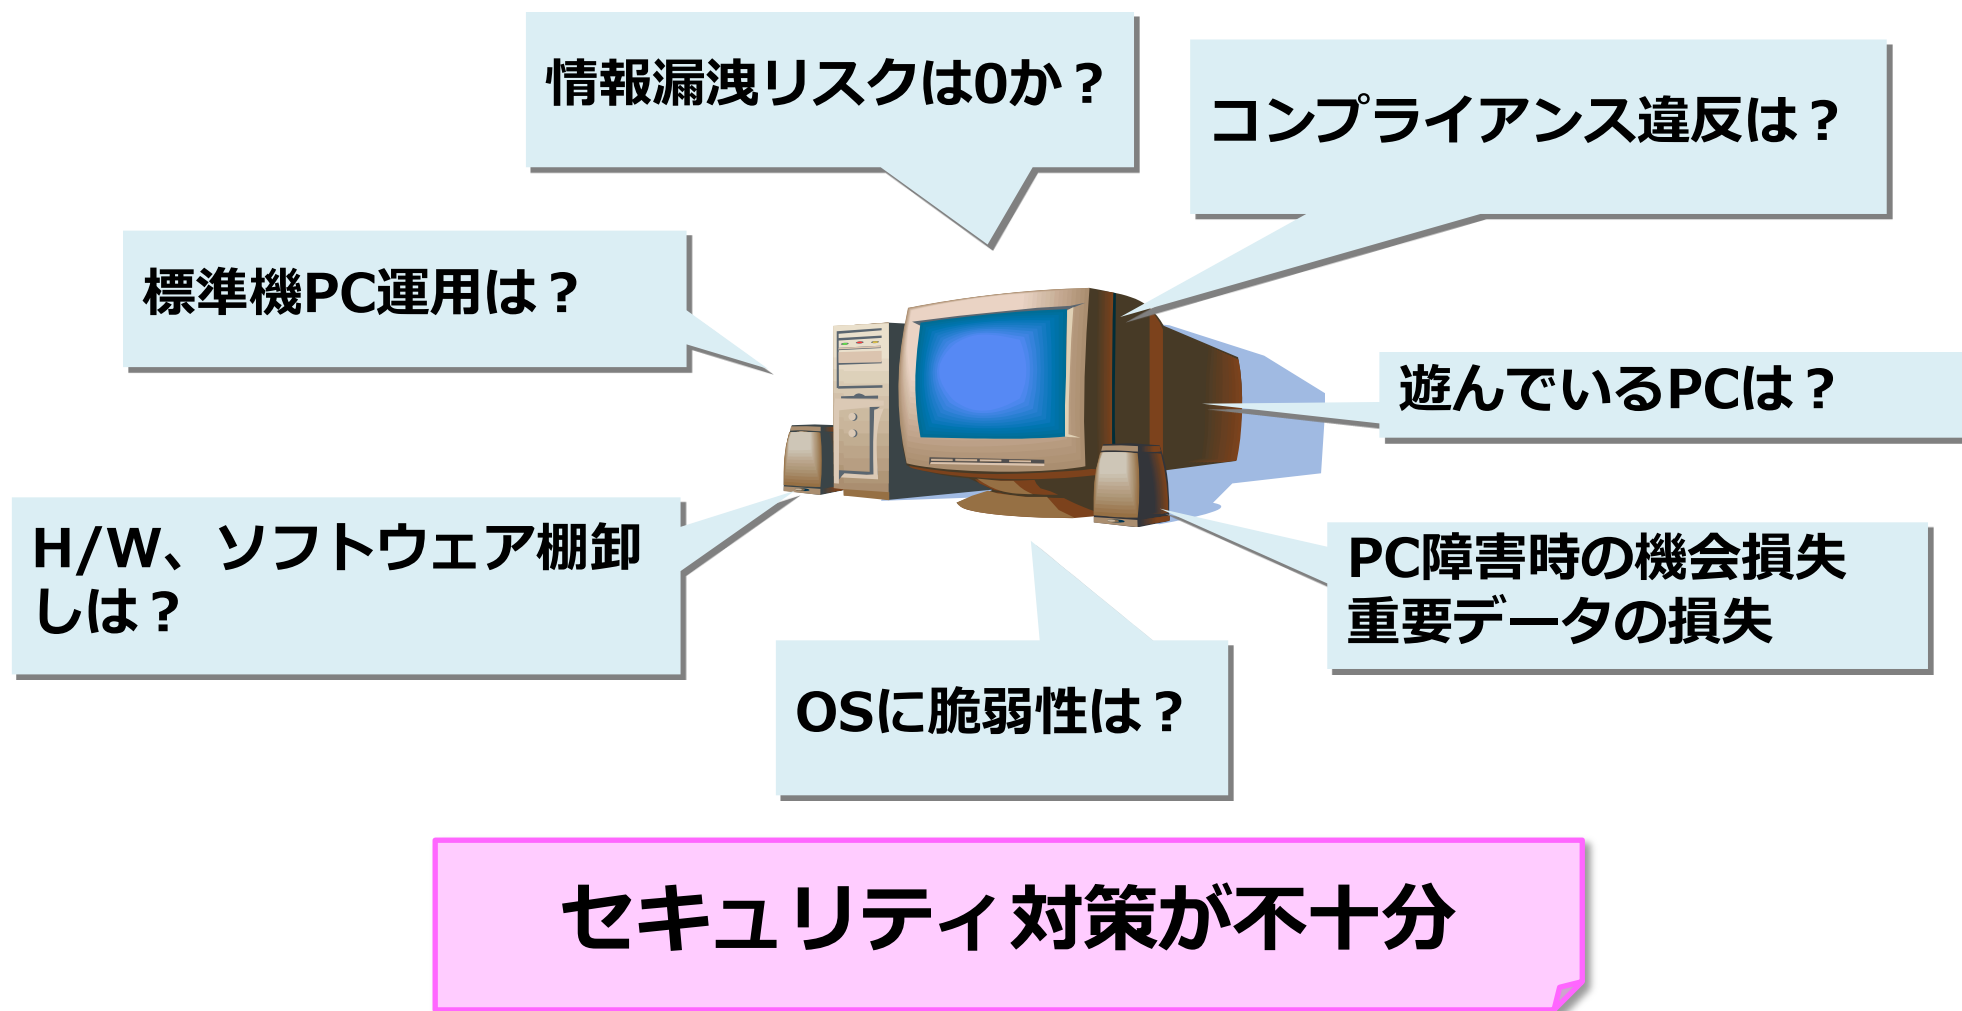 情報漏洩リスクは0か？
コンプライアンス違反は？
標準機PC運用は？
遊んでいるPCは？
H/W、ソフトウェア棚卸
しは？
PC障害時の機会損失
重要データの損失
OSに脆弱性は？
セキュリティ対策が不十分